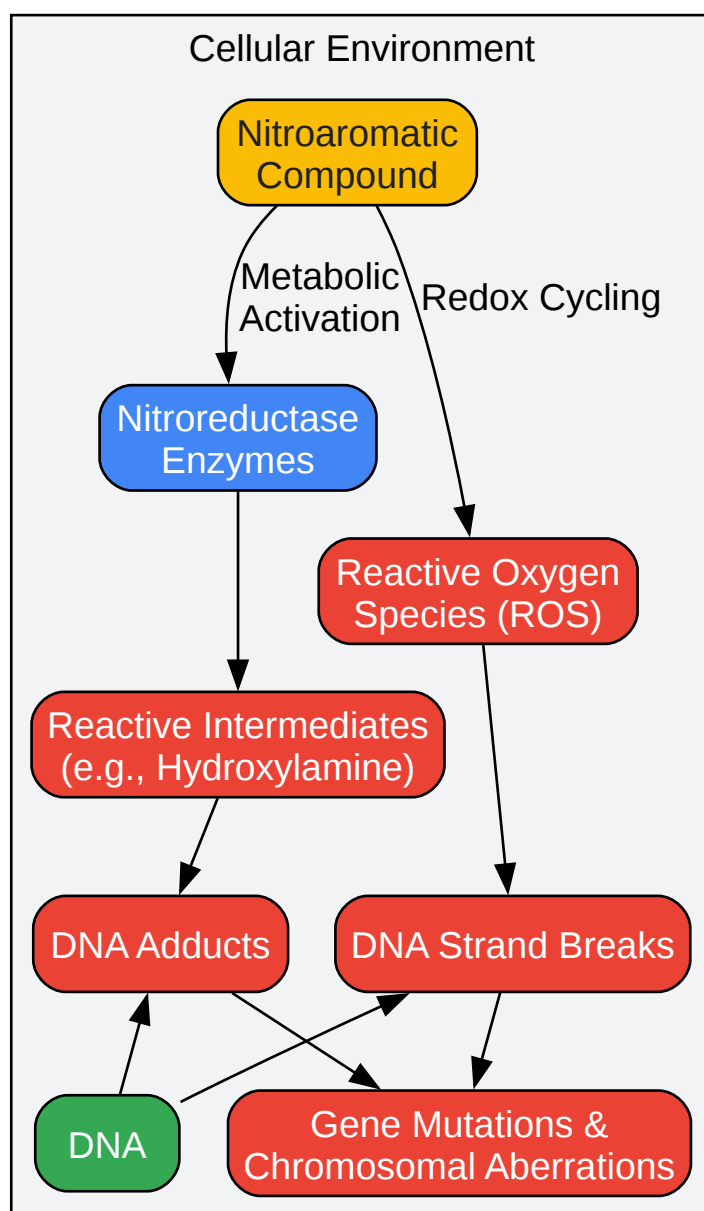 Cellular Environment
Nitroaromatic
Compound
Metabolic
Activation
Redox Cycling
Nitroreductase
Enzymes
Reactive Oxygen
Species (ROS)
Reactive Intermediates
(e.g., Hydroxylamine)
DNA Adducts
DNA Strand Breaks
DNA
Gene Mutations &
Chromosomal Aberrations